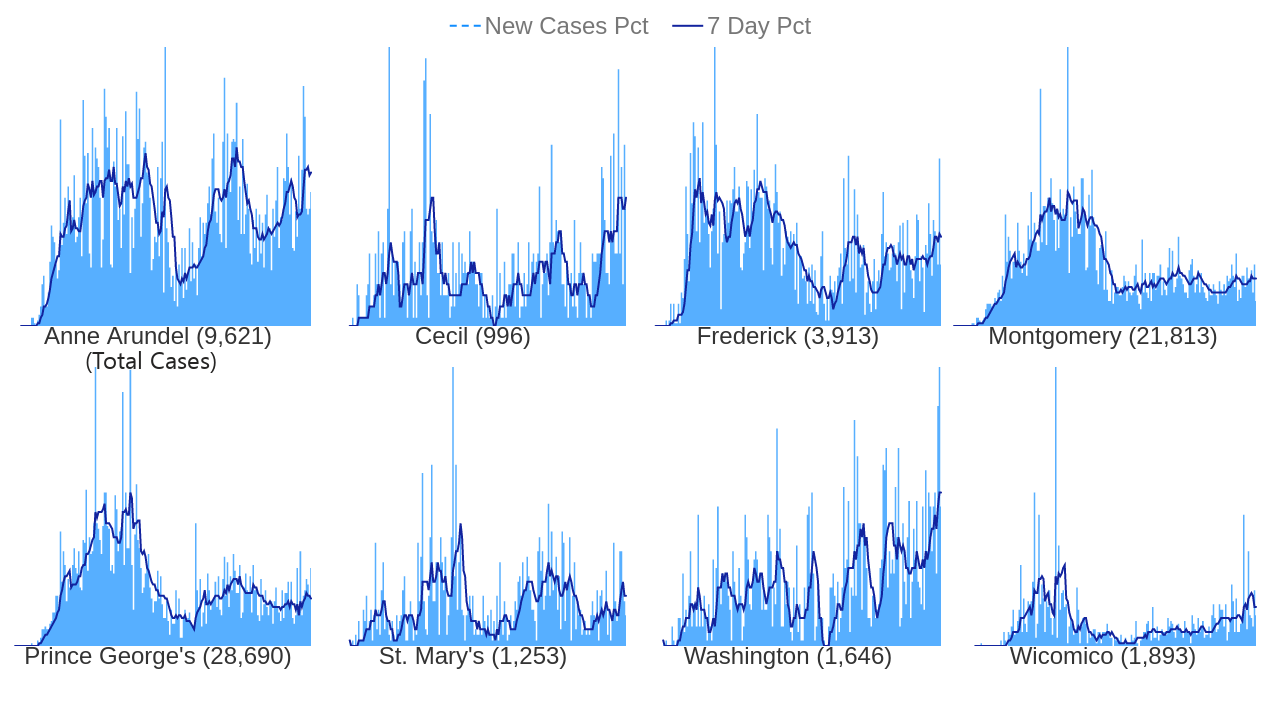 New Cases Pct 7 Day Pct
Anne Arundel (9,621) Cecil (996) Frederick (3,913) Montgomery (21,813)
(Total Cases)
Prince George's (28,690) St. Mary's (1,253) Washington (1,646) Wicomico (1,893)